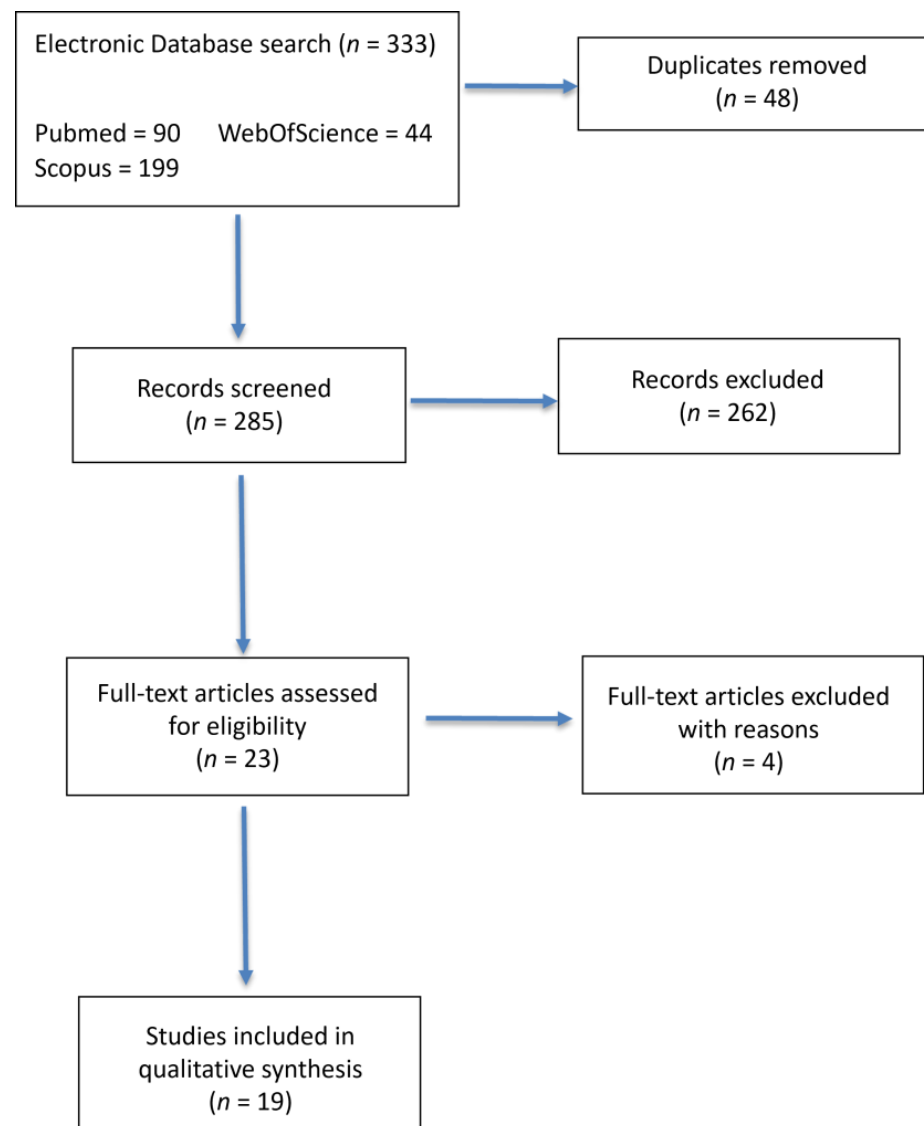 Electronic Database search (n = 333)
Pubmed = 90 WebOfScience = 44
Scopus = 199
Duplicates removed
(n = 48)
Records screened
(n = 285)
Records excluded
(n = 262)
Full-text articles assessed
for eligibility
(n = 23)
Full-text articles excluded
with reasons
(n = 4)
Studies included in
qualitative synthesis
(n = 19)